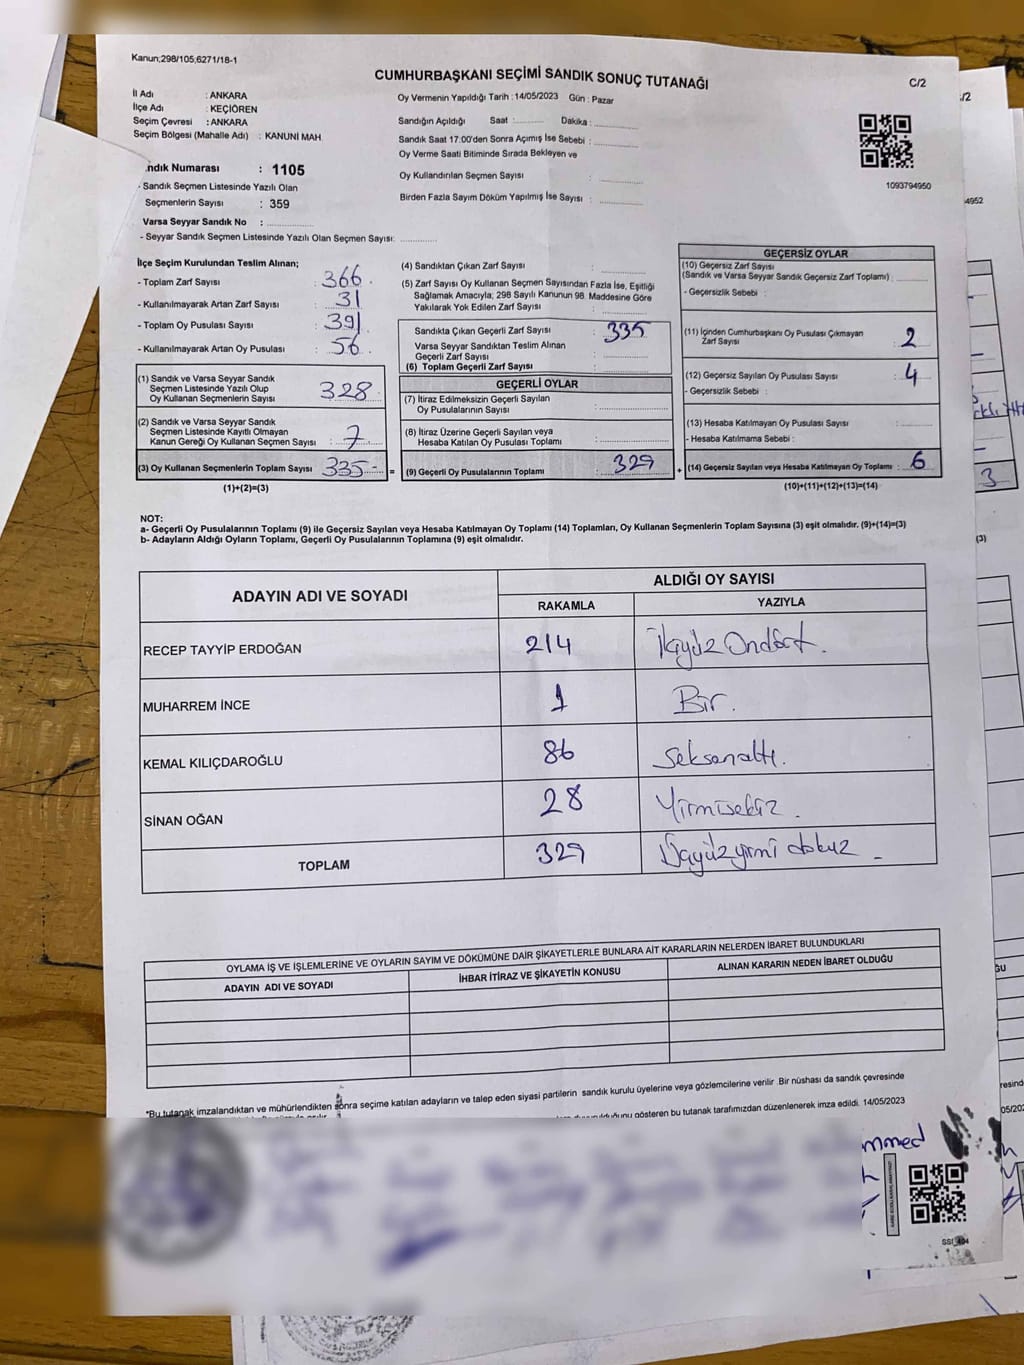 Kanun;298/105,6271/18-1
CUMHURBAŞKANI SEÇİMİ SANDIK SONUÇ TUTANAĞI
C/2
İl Adı : ANKARA
İlçe Adı : KEÇİÖREN
Seçim Çevresi : ANKARA
Seçim Bölgesi (Mahalle Adı) : KANUNİ MAH.
Oy Vermenin Yapıldığı Tarih : 14/05/2023 Gün : Pazar
Sandığın Açıldığı Saat :.......... Dakika :..............
Sandık Saat 17:00'den Sonra Açımış İse Sebebi :..............
Oy Verme Saati Bitiminde Sırada Bekleyen ve
Oy Kullandırılan Seçmen Sayısı : ..............
Birden Fazla Sayım Döküm Yapılmış İse Sayısı : ..............
1093794950
ndık Numarası : 1105
- Sandık Seçmen Listesinde Yazılı Olan
Seçmenlerin Sayısı : 359
Varsa Seyyar Sandık No : ..............
- Seyyar Sandık Seçmen Listesinde Yazılı Olan Seçmen Sayısı: ............
İlçe Seçim Kurulundan Teslim Alınan;
- Toplam Zarf Sayısı : 366
- Kullanılmayarak Artan Zarf Sayısı : 31
- Toplam Oy Pusulası Sayısı : 391
- Kullanılmayarak Artan Oy Pusulası : 56
(1) Sandık ve Varsa Seyyar Sandık
Seçmen Listesinde Yazılı Olup
Oy Kullanan Seçmenlerin Sayısı : 328
(2) Sandık ve Varsa Seyyar Sandık
Seçmen Listesinde Kayıtlı Olmayan
Kanun Gereği Oy Kullanan Seçmen Sayısı : 7
(3) Oy Kullanan Seçmenlerin Toplam Sayısı : 335 =
(1)+(2)=(3)
(4) Sandıktan Çıkan Zarf Sayısı : ..............
(5) Zarf Sayısı Oy Kullanan Seçmen Sayısından Fazla İse, Eşitliği
Sağlamak Amacıyla; 298 Sayılı Kanunun 98. Maddesine Göre
Yakılarak Yok Edilen Zarf Sayısı : ..............
Sandıkta Çıkan Geçerli Zarf Sayısı : 335
Varsa Seyyar Sandıktan Teslim Alınan
Geçerli Zarf Sayısı : ..............
(6) Toplam Geçerli Zarf Sayısı : ..............
GEÇERLİ OYLAR
(7) İtiraz Edilmeksizin Geçerli Sayılan
Oy Pusulalarının Sayısı : ..............
(8) İtiraz Üzerine Geçerli Sayılan veya
Hesaba Katılan Oy Pusulası Toplamı : ..............
(9) Geçerli Oy Pusulalarının Toplamı : 329 +
GEÇERSİZ OYLAR
(10) Geçersiz Zarf Sayısı
(Sandık ve Varsa Seyyar Sandık Geçersiz Zarf Toplamı) : ..............
- Geçersizlik Sebebi :
(11) İçinden Cumhurbaşkanı Oy Pusulası Çıkmayan
Zarf Sayısı : 2
(12) Geçersiz Sayılan Oy Pusulası Sayısı : 4
- Geçersizlik Sebebi :
(13) Hesaba Katılmayan Oy Pusulası Sayısı : ..............
- Hesaba Katılmama Sebebi :
(14) Geçersiz Sayılan veya Hesaba Katılmayan Oy Toplamı : 6
(10)+(11)+(12)+(13)=(14)
NOT:
a- Geçerli Oy Pusulalarının Toplamı (9) ile Geçersiz Sayılan veya Hesaba Katılmayan Oy Toplamı (14) Toplamları, Oy Kullanan Seçmenlerin Toplam Sayısına (3) eşit olmalıdır. (9)+(14)=(3)
b- Adayların Aldığı Oyların Toplamı, Geçerli Oy Pusulalarının Toplamına (9) eşit olmalıdır.
ADAYIN ADI VE SOYADI
ALDIĞI OY SAYISI
RAKAMLA YAZIYLA
RECEP TAYYİP ERDOĞAN 214 İkiyüz Ondört.
MUHARREM İNCE 1 Bir.
KEMAL KILIÇDAROĞLU 86 Seksenaltı.
SİNAN OĞAN 28 Yirmisekiz.
TOPLAM 329 Üçyüzyirmi dokuz -
OYLAMA İŞ VE İŞLEMLERİNE VE OYLARIN SAYIM VE DÖKÜMÜNE DAİR ŞİKAYETLERLE BUNLARA AİT KARARLARIN NELERDEN İBARET BULUNDUKLARI
ADAYIN ADI VE SOYADI İHBAR İTİRAZ VE ŞİKAYETİN KONUSU ALINAN KARARIN NEDEN İBARET OLDUĞU
*Bu tutanak imzalandıktan ve mühürlendikten sonra seçime katılan adayların ve talep eden siyasi partilerin sandık kurulu üyelerine veya gözlemcilerine verilir. Bir nüshası da sandık çevresinde
gösteren bu tutanak tarafımızdan düzenlenerek imza edildi. 14/05/2023
mmed
/2
4952
3
(3)